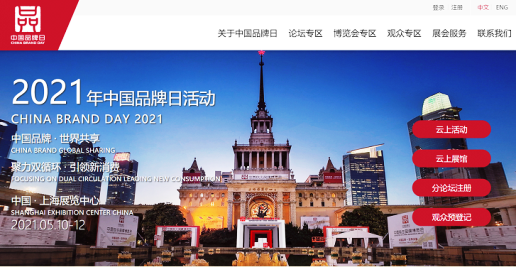 登录 注册 中文 ENG
中国品牌日
CHINA BRAND DAY
关于中国品牌日 论坛专区 博览会专区 观众专区 展会服务 联系我们
2021年中国品牌日活动
CHINA BRAND DAY 2021
中国品牌·世界共享
CHINA BRAND GLOBAL SHARING
聚力双循环·引领新消费
FOCUSING ON DUAL CIRCULATION LEADING NEW CONSUMPTION
中国·上海展览中心
SHANGHAI EXHIBITION CENTER CHINA
2021.05.10-12
云上活动
云上展馆
分论坛注册
观众预登记